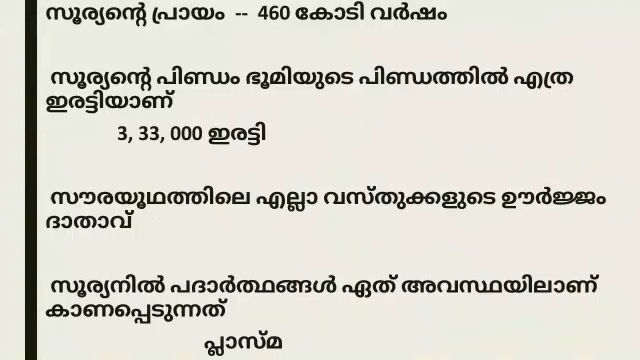 സൂര്യന്റെ പ്രായം -- 460 കോടി വർഷം
സൂര്യന്റെ പിണ്ഡം ഭൂമിയുടെ പിണ്ഡത്തിൽ എത്ര
ഇരട്ടിയാണ്
3, 33, 000 ഇരട്ടി
സൗരയൂഥത്തിലെ എല്ലാ വസ്തുക്കളുടെ ഊർജ്ജം
ദാതാവ്
സൂര്യനിൽ പദാർത്ഥങ്ങൾ ഏത് അവസ്ഥയിലാണ്
കാണപ്പെടുന്നത്
പ്ലാസ്മ